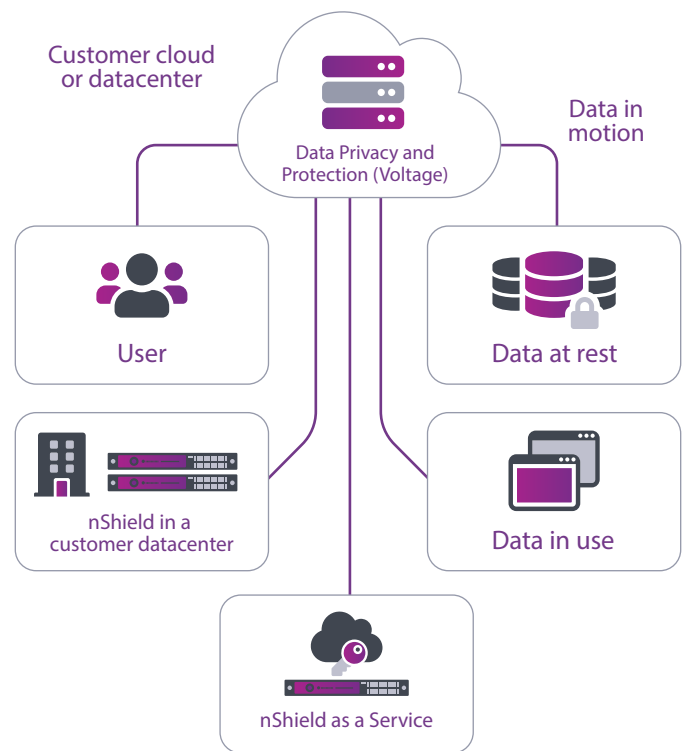 Customer cloud
or datacenter
Data Privacy and
Protection (Voltage)
Data in
motion
User
Data at rest
nShield in a
customer datacenter
Data in use
nShield as a Service